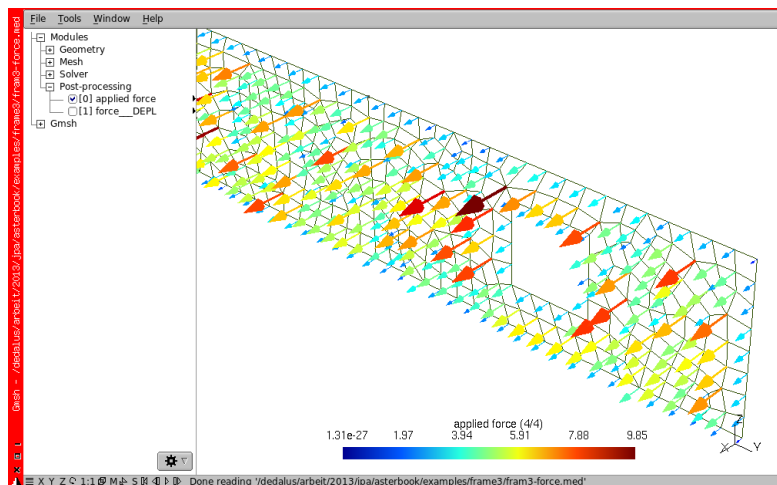 File Tools Window Help
Gmsh - /dedalus/arbeit/2013/jpa/asterbook/examples/frame3/fram3-force.med
Modules
Geometry
Mesh
Solver
Post-processing
[0] applied force
[1] force___DEPL
Gmsh
applied force (4/4)
1.31e-27 1.97 3.94 5.91 7.88 9.85
Z
X Y
X Y Z 1:1 M S Done reading '/dedalus/arbeit/2013/jpa/asterbook/examples/frame3/fram3-force.med'